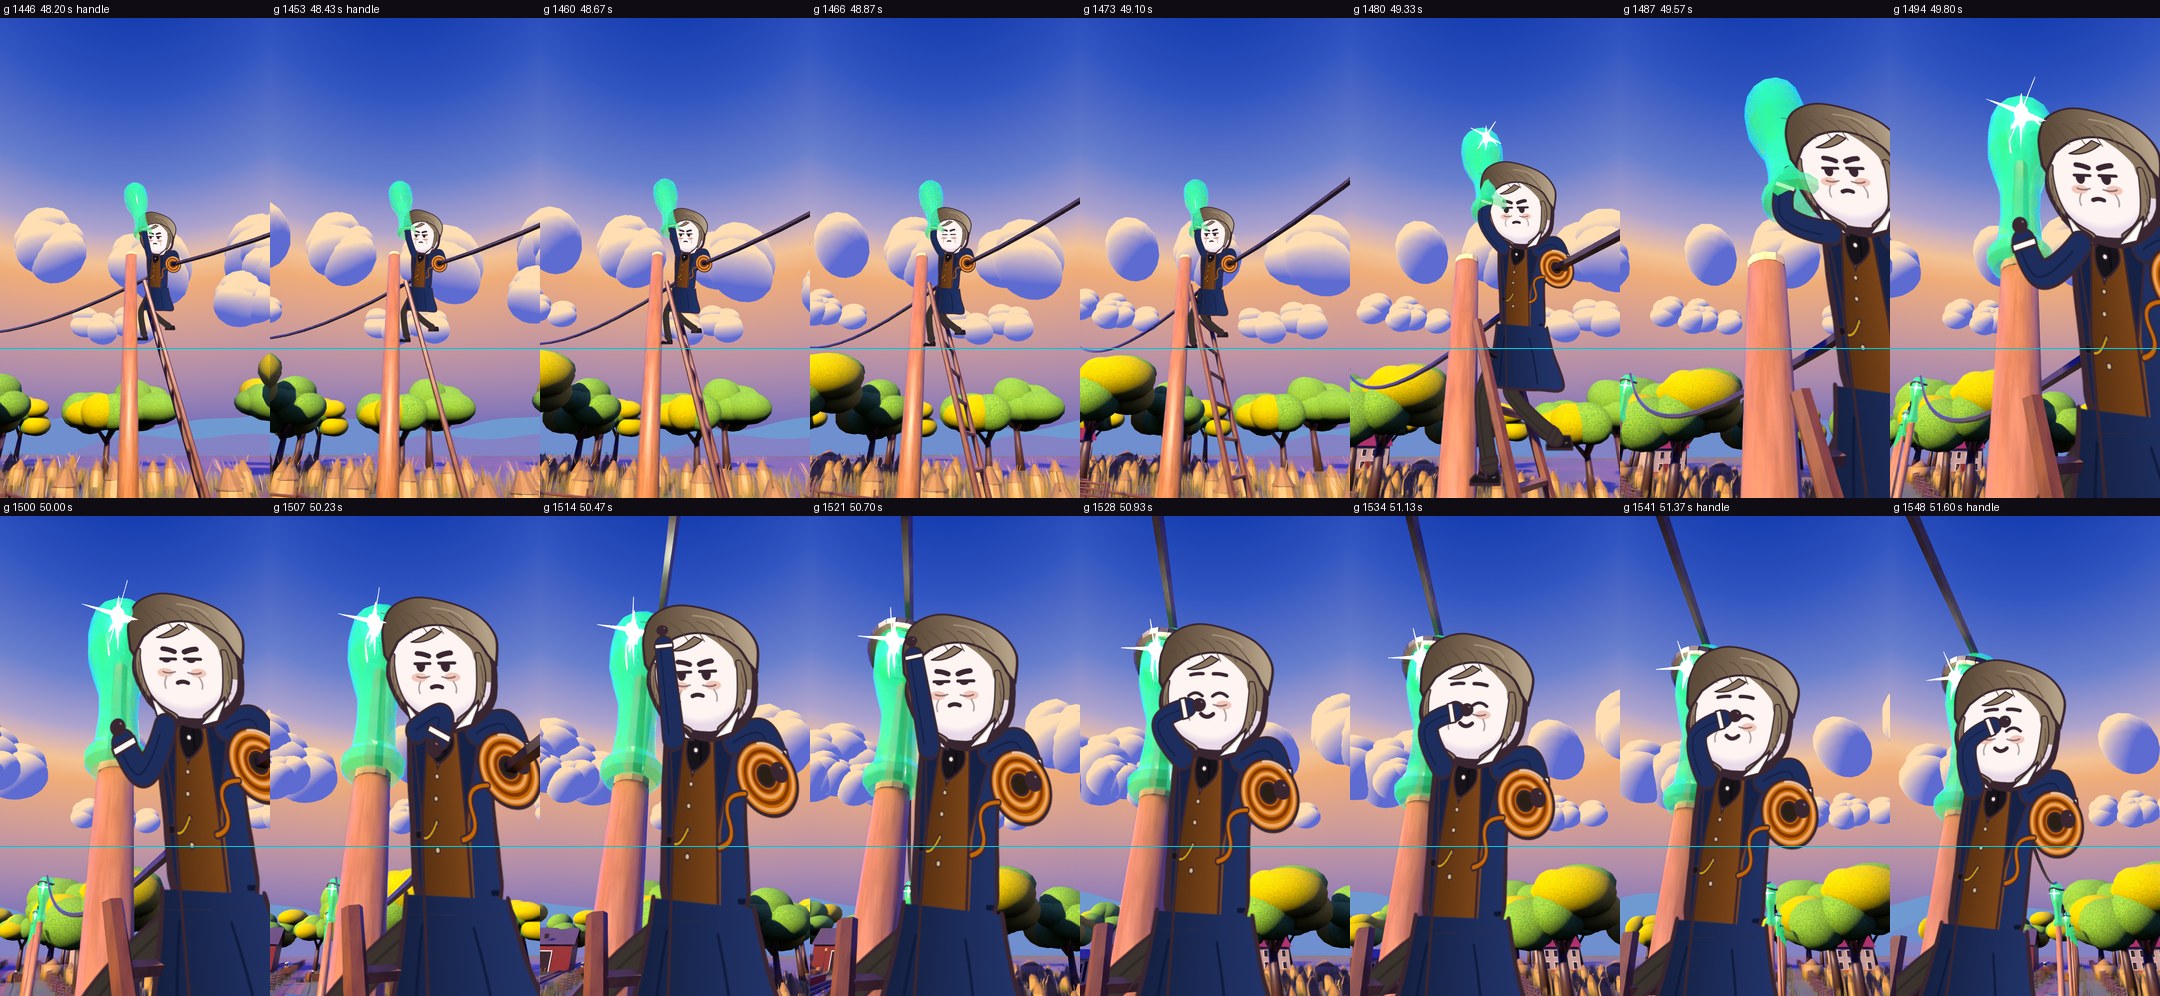 g 1446 48.20 s handle
g 1453 48.43 s handle
g 1460 48.67 s
g 1466 48.87 s
g 1473 49.10 s
g 1480 49.33 s
g 1487 49.57 s
g 1494 49.80 s
g 1500 50.00 s
g 1507 50.23 s
g 1514 50.47 s
g 1521 50.70 s
g 1528 50.93 s
g 1534 51.13 s
g 1541 51.37 s handle
g 1548 51.60 s handle